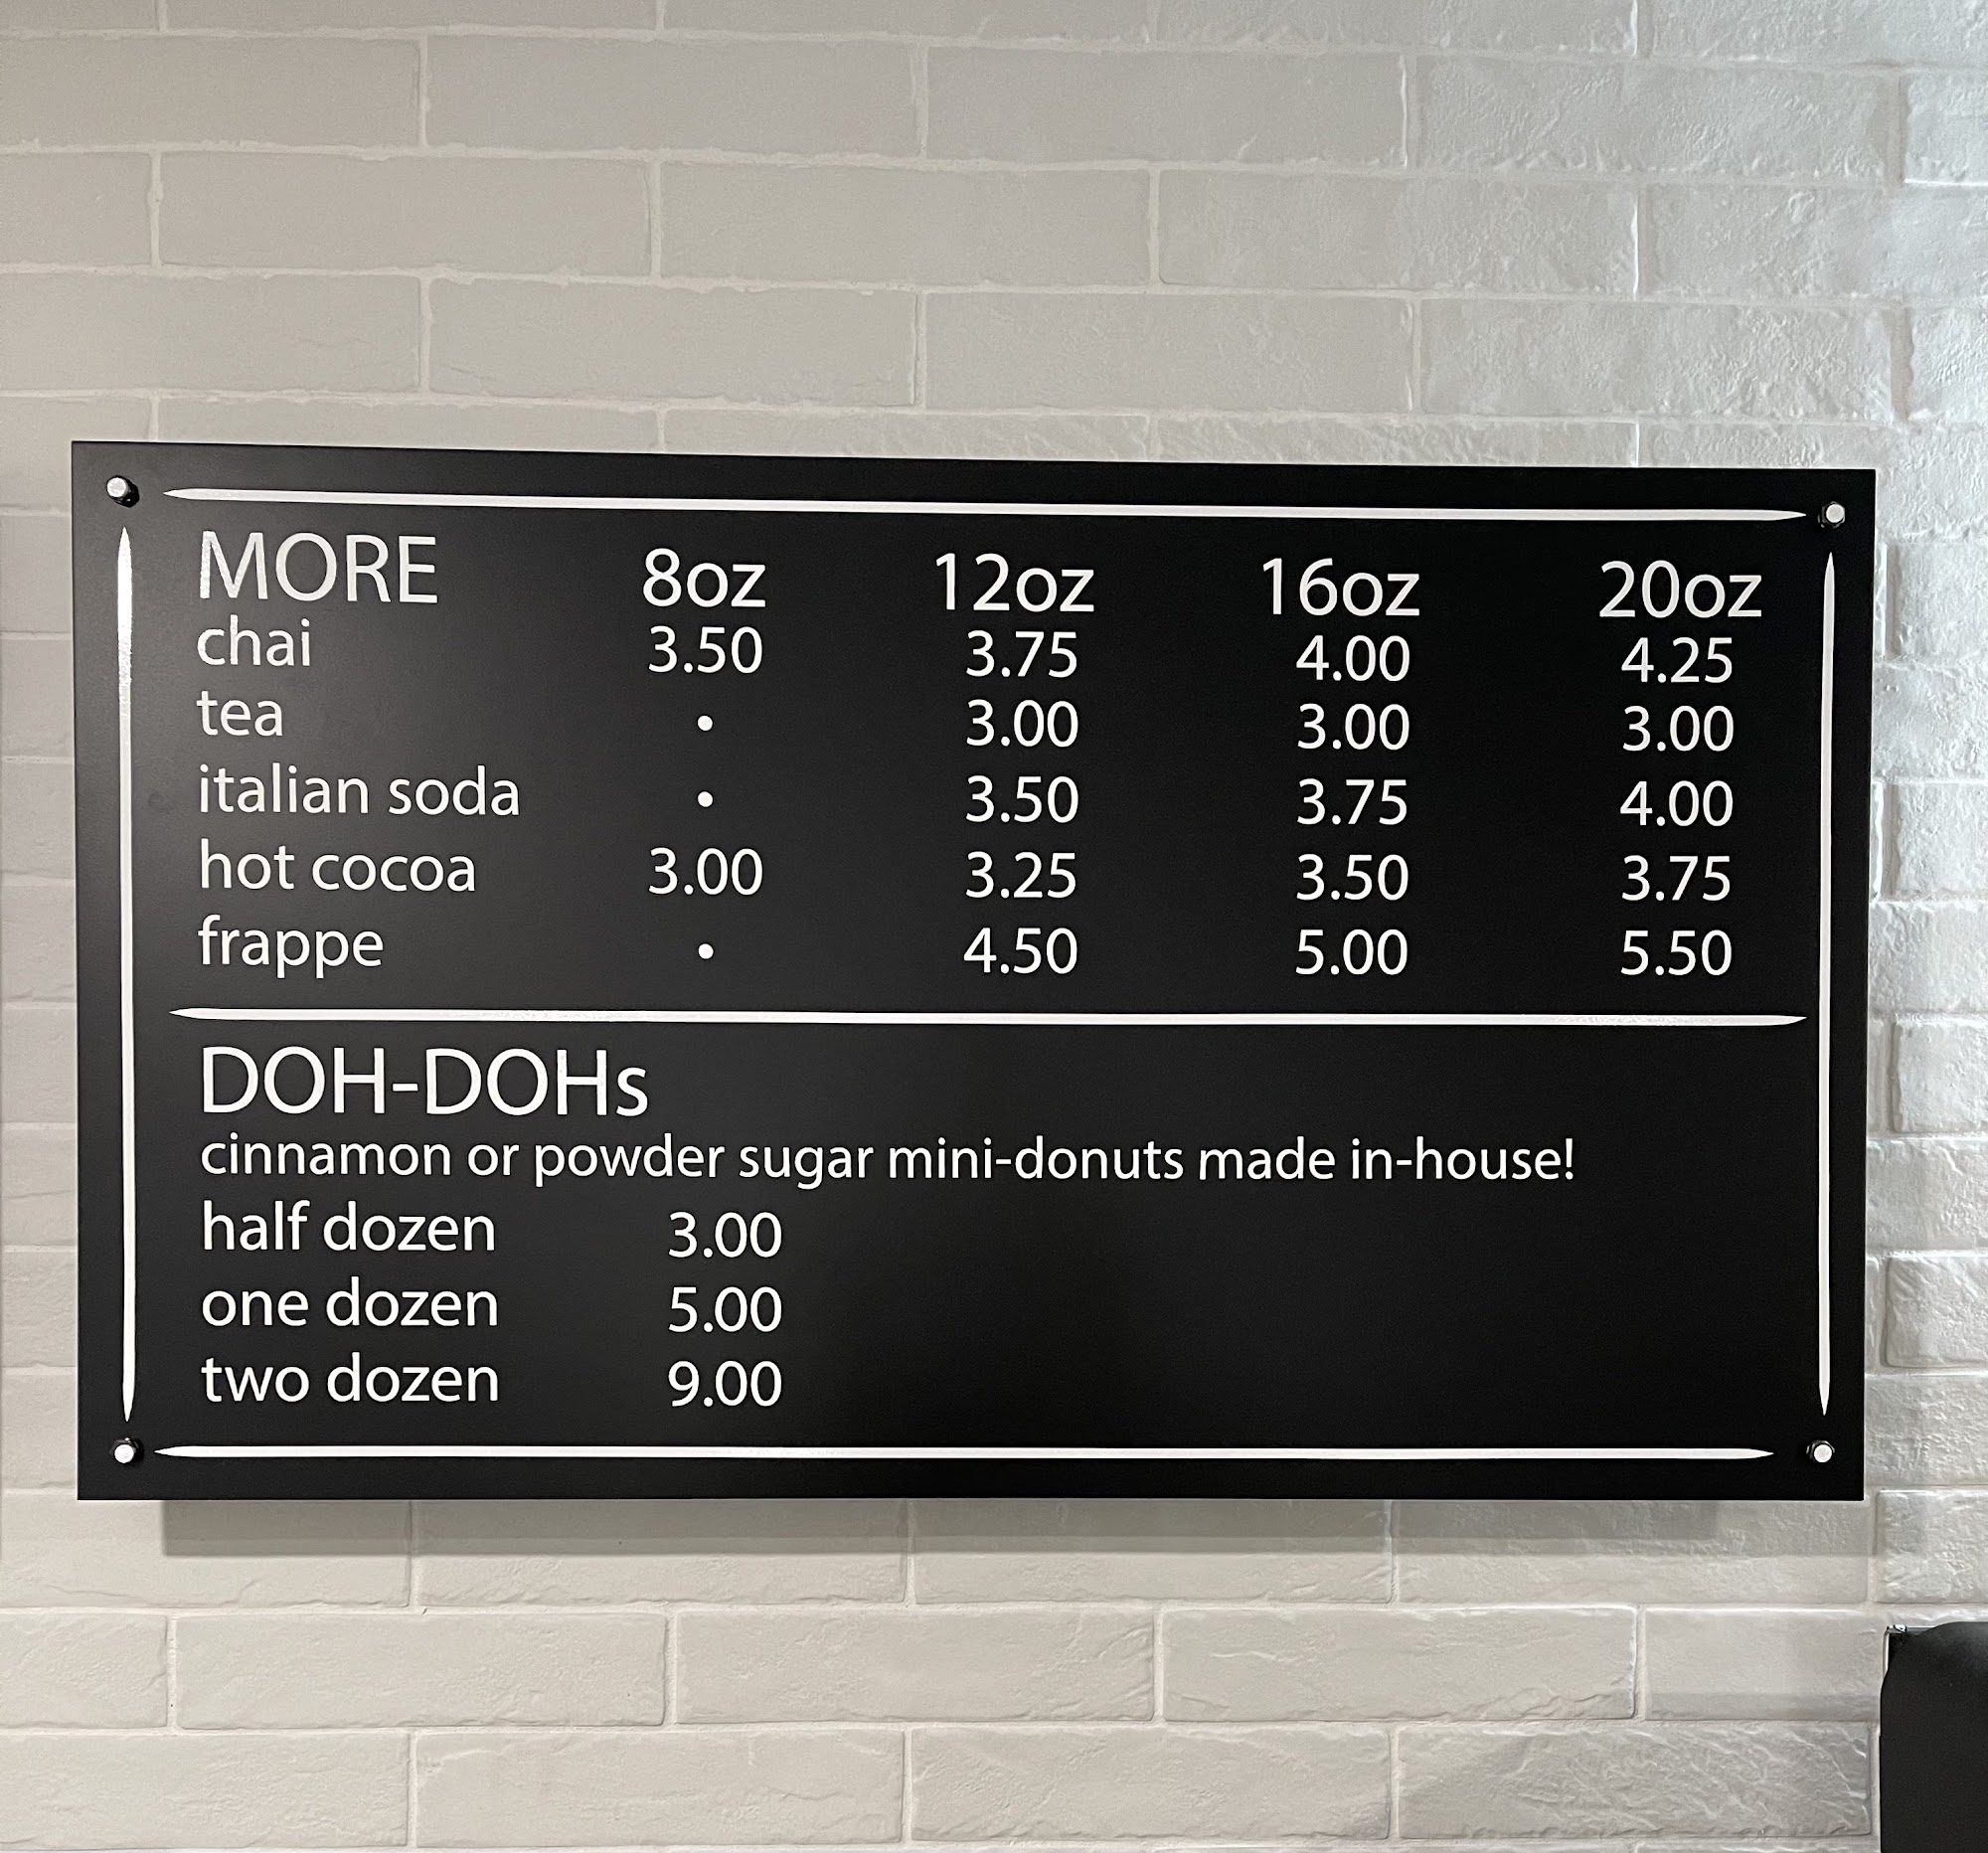 MORE 8oz 12oz 16oz 20oz
chai 3.50 3.75 4.00 4.25
tea • 3.00 3.00 3.00
italian soda • 3.50 3.75 4.00
hot cocoa 3.00 3.25 3.50 3.75
frappe • 4.50 5.00 5.50
DOH-DOHs
cinnamon or powder sugar mini-donuts made in-house!
half dozen 3.00
one dozen 5.00
two dozen 9.00